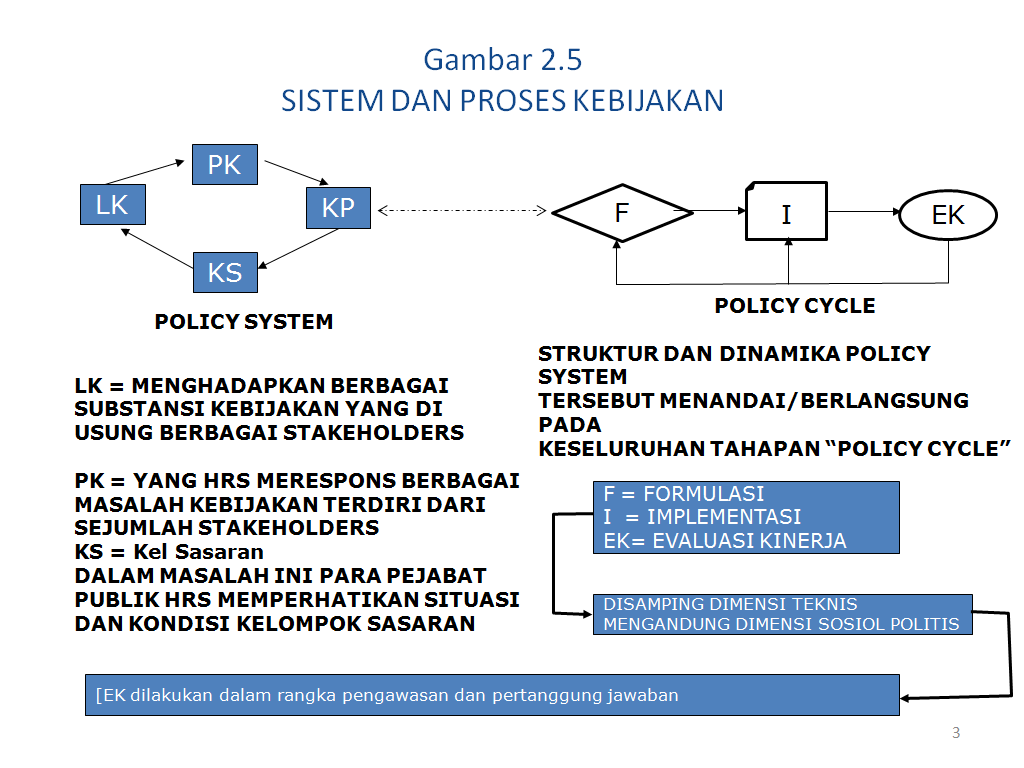 Gambar 2.5
SISTEM DAN PROSES KEBIJAKAN
PK
LK
KP
KS
F
I
EK
POLICY SYSTEM
POLICY CYCLE
LK = MENGHADAPKAN BERBAGAI
SUBSTANSI KEBIJAKAN YANG DI
USUNG BERBAGAI STAKEHOLDERS
PK = YANG HRS MERESPONS BERBAGAI
MASALAH KEBIJAKAN TERDIRI DARI
SEJUMLAH STAKEHOLDERS
KS = Kel Sasaran
DALAM MASALAH INI PARA PEJABAT
PUBLIK HRS MEMPERHATIKAN SITUASI
DAN KONDISI KELOMPOK SASARAN
STRUKTUR DAN DINAMIKA POLICY
SYSTEM
TERSEBUT MENANDAI/BERLANGSUNG
PADA
KESELURUHAN TAHAPAN “POLICY CYCLE”
F = FORMULASI
I = IMPLEMENTASI
EK= EVALUASI KINERJA
DISAMPING DIMENSI TEKNIS
MENGANDUNG DIMENSI SOSIOL POLITIS
[EK dilakukan dalam rangka pengawasan dan pertanggung jawaban
3